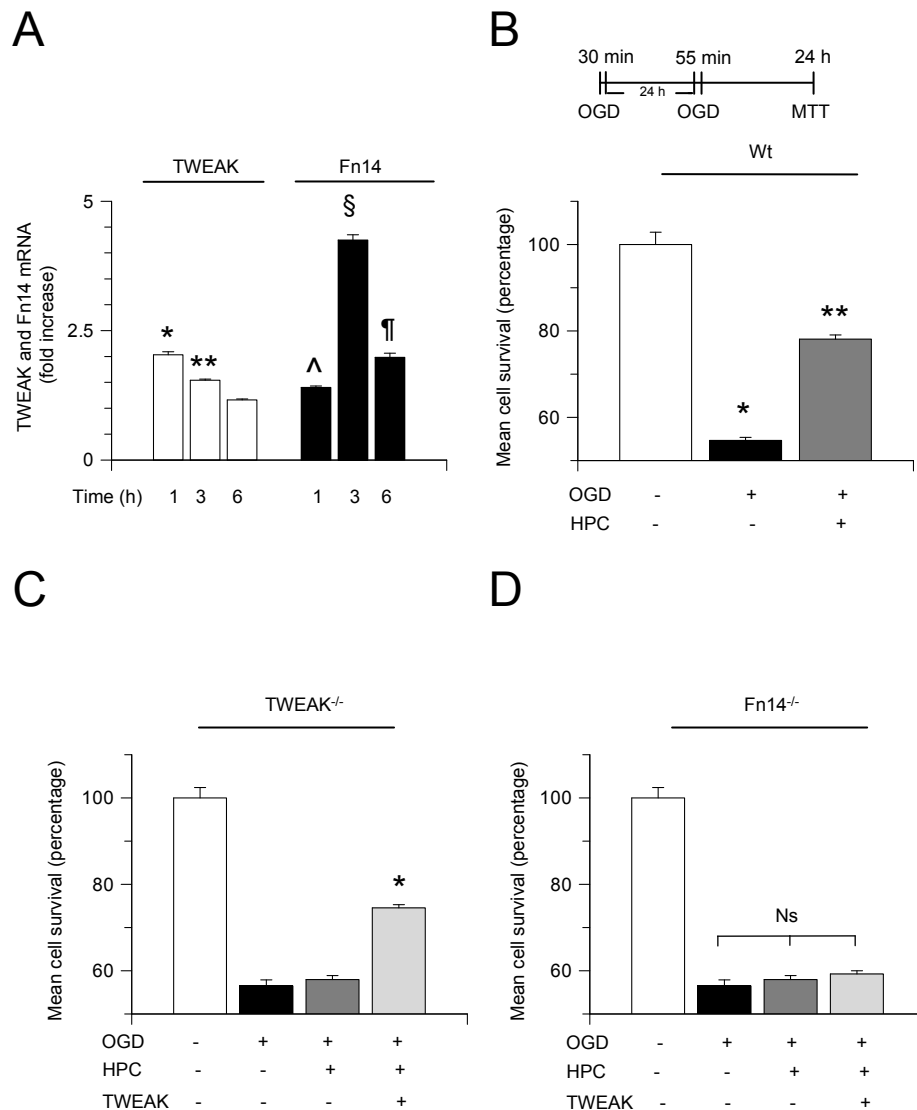 A
TWEAK Fn14
TWEAK and Fn14 mRNA
(fold increase)
5
2.5
0
* ** ^ § ¶
Time (h) 1 3 6 1 3 6
B
30 min 55 min 24 h
24 h
OGD OGD MTT
Wt
Mean cell survival (percentage)
100
80
60
* **
OGD - + +
HPC - - +
C
TWEAK-/-
Mean cell survival (percentage)
100
80
60
*
OGD - + + +
HPC - - + +
TWEAK - - - +
D
Fn14-/-
Mean cell survival (percentage)
100
80
60
Ns
OGD - + + +
HPC - - + +
TWEAK - - - +